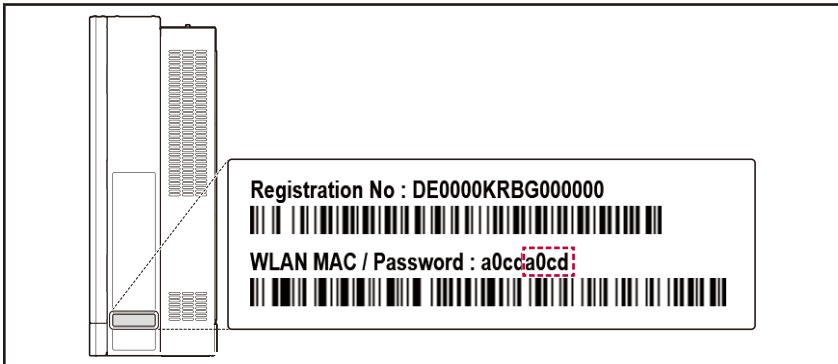 Registration No : DE0000KRBG000000
WLAN MAC / Password : a0cda0cd